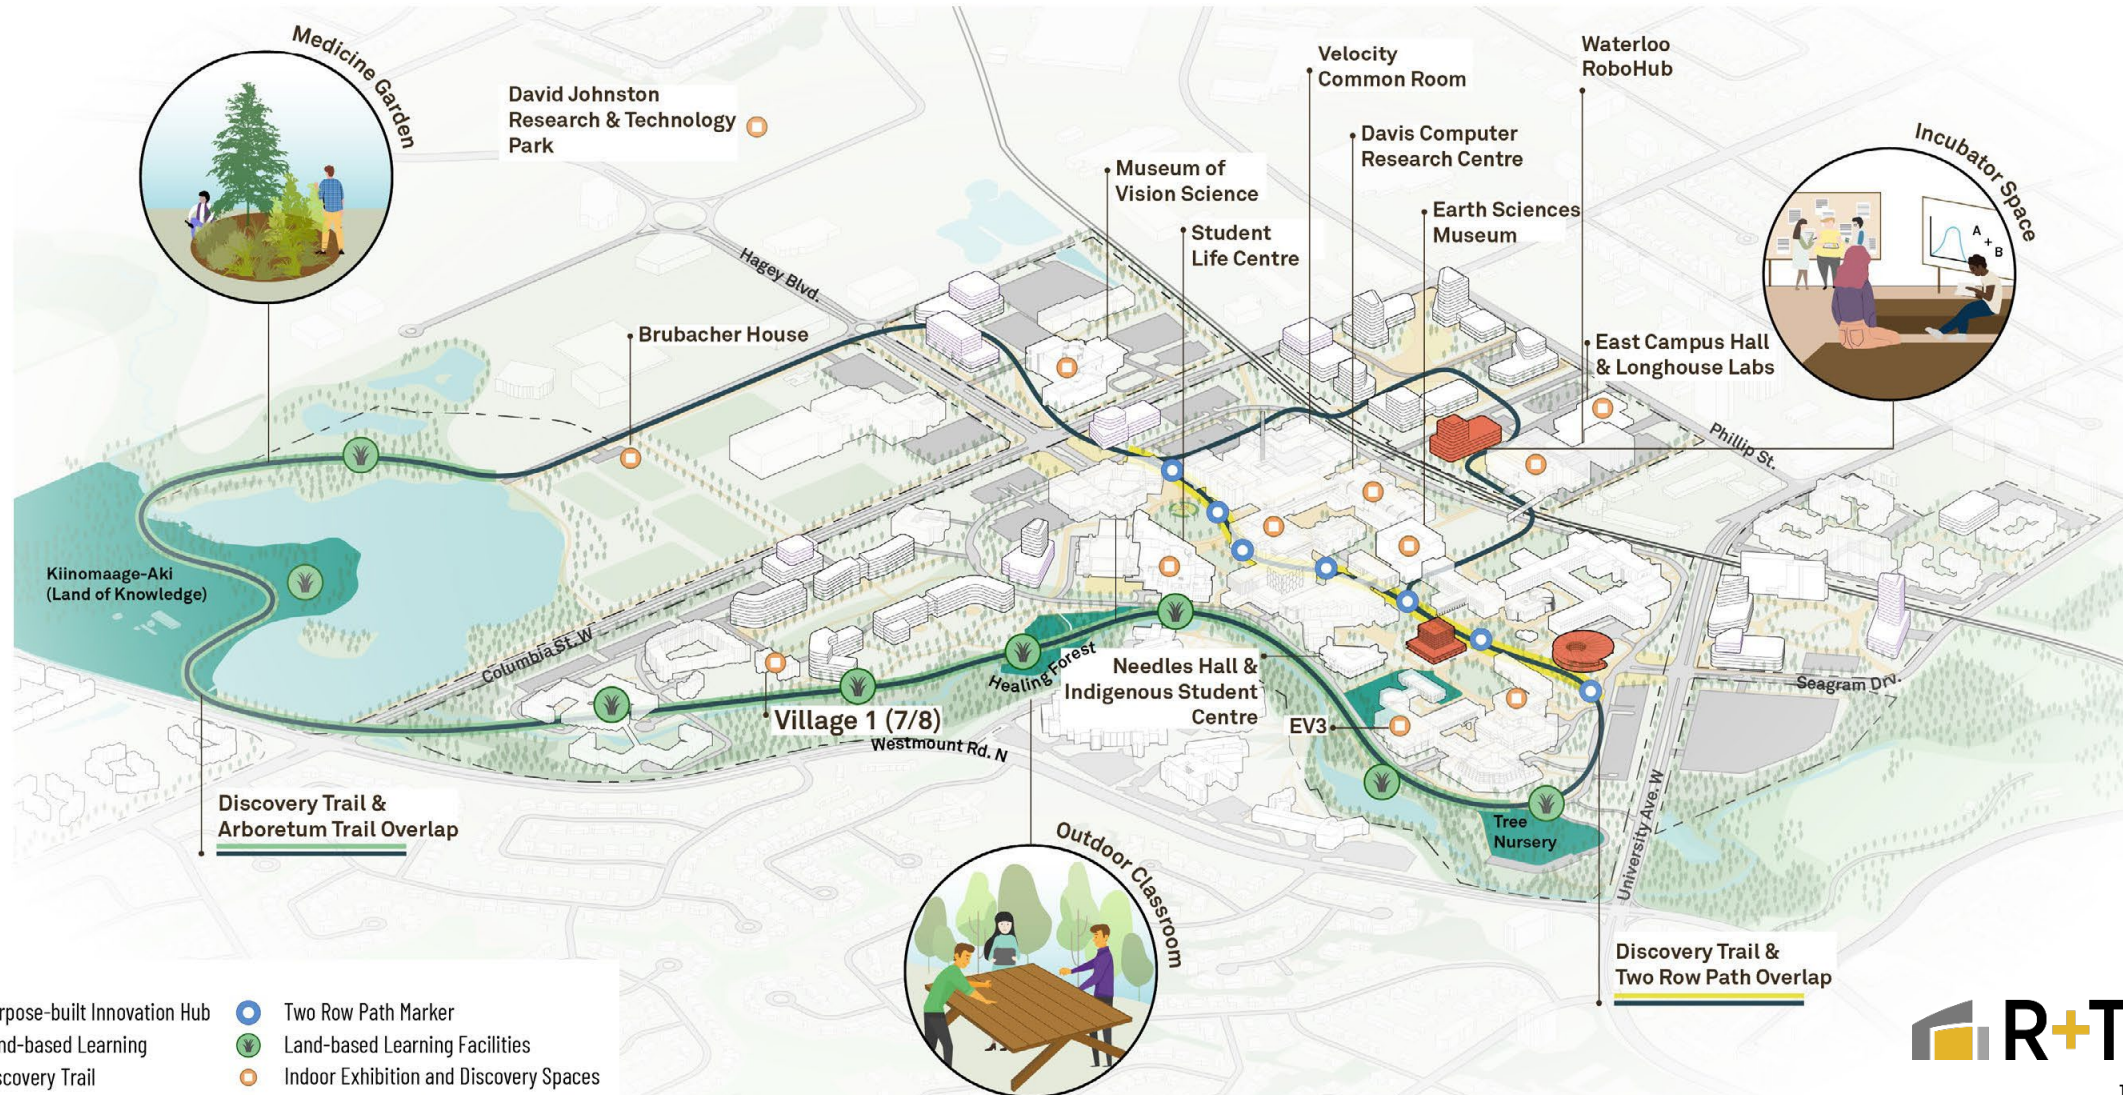 Medicine Garden
David Johnston
Research & Technology
Park
Velocity
Common Room
Waterloo
RoboHub
Davis Computer
Research Centre
Incubator Space
A
+
B
Museum of
Vision Science
Earth Sciences
Museum
Student
Life Centre
Hagey Blvd.
Brubacher House
East Campus Hall
& Longhouse Labs
Phillip St.
Kiinomaage-Aki
(Land of Knowledge)
Columbia St. W
Healing Forest
Needles Hall &
Indigenous Student
Centre
Seagram Drv.
Village 1 (7/8)
EV3
Westmount Rd. N
Discovery Trail &
Arboretum Trail Overlap
Tree
Nursery
University Ave. W
Outdoor Classroom
Discovery Trail &
Two Row Path Overlap
rpose-built Innovation Hub
Two Row Path Marker
nd-based Learning
Land-based Learning Facilities
scovery Trail
Indoor Exhibition and Discovery Spaces
R+T